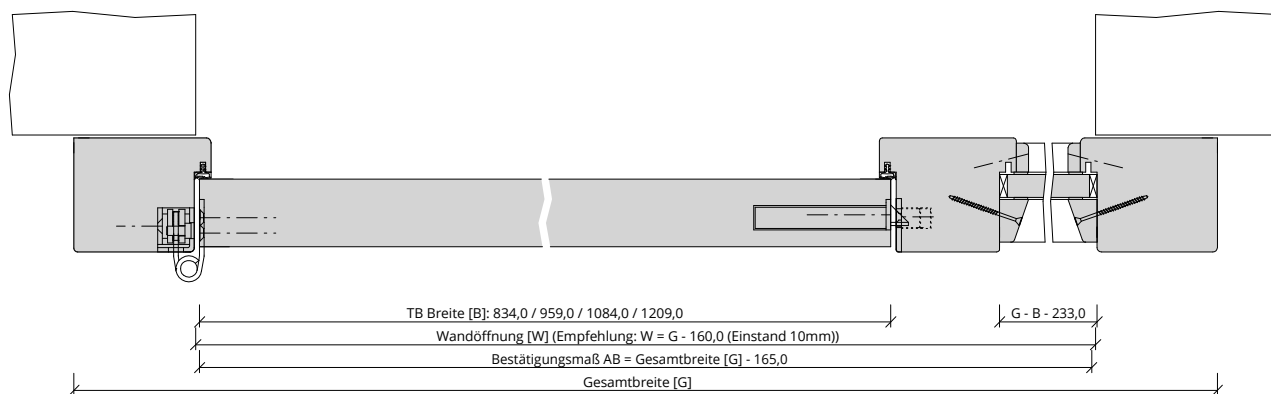 TB Breite [B]: 834,0 / 959,0 / 1084,0 / 1209,0
G - B - 233,0
Wandöffnung [W] (Empfehlung: W = G - 160,0 (Einstand 10mm))
Bestätigungsmaß AB = Gesamtbreite [G] - 165,0
Gesamtbreite [G]